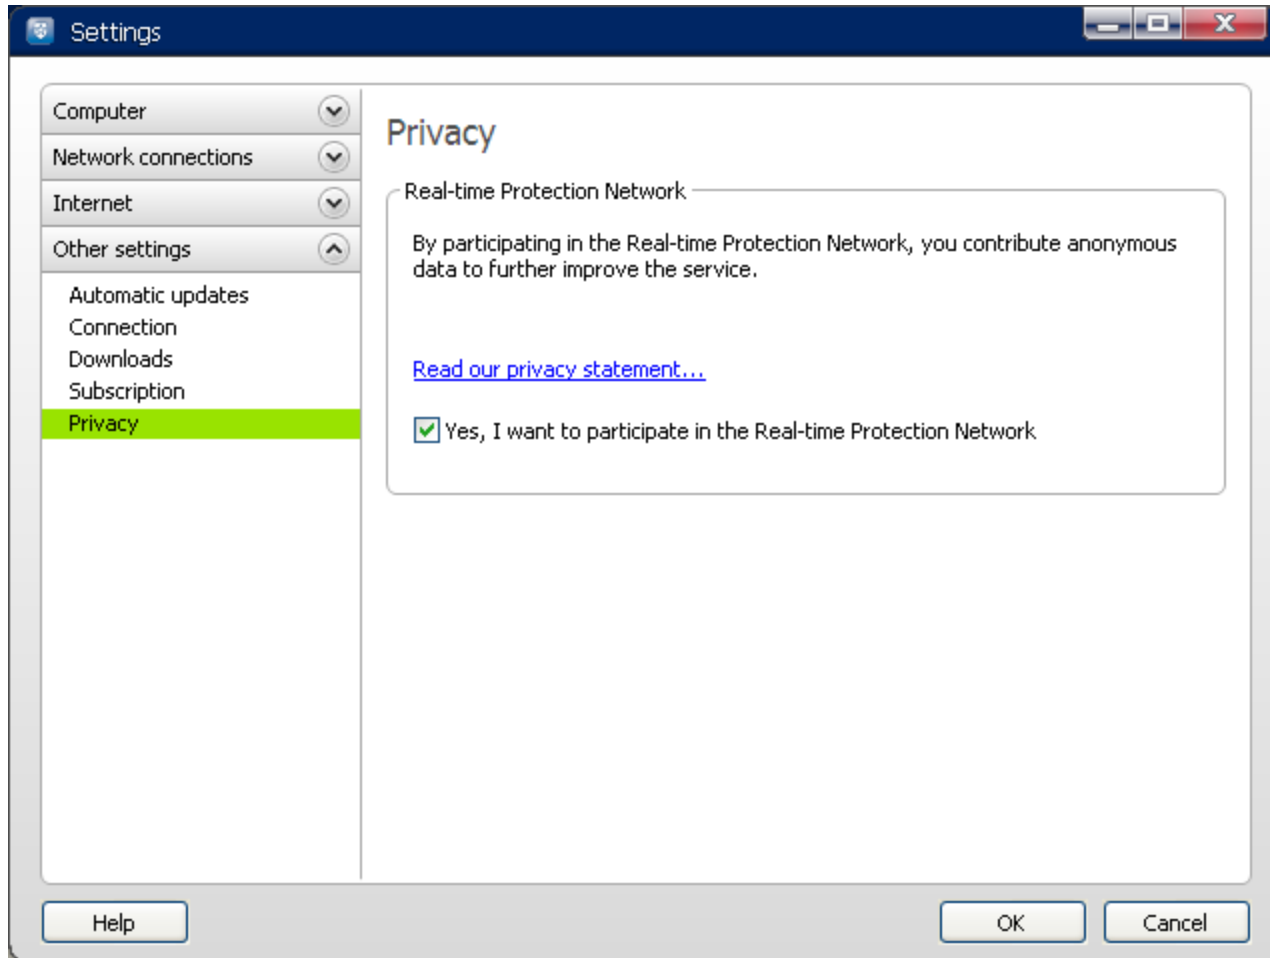 Settings
Computer
Network connections
Internet
Other settings
Automatic updates
Connection
Downloads
Subscription
Privacy
Privacy
Real-time Protection Network
By participating in the Real-time Protection Network, you contribute anonymous
data to further improve the service.
Read our privacy statement...
Yes, I want to participate in the Real-time Protection Network
Help
OK
Cancel